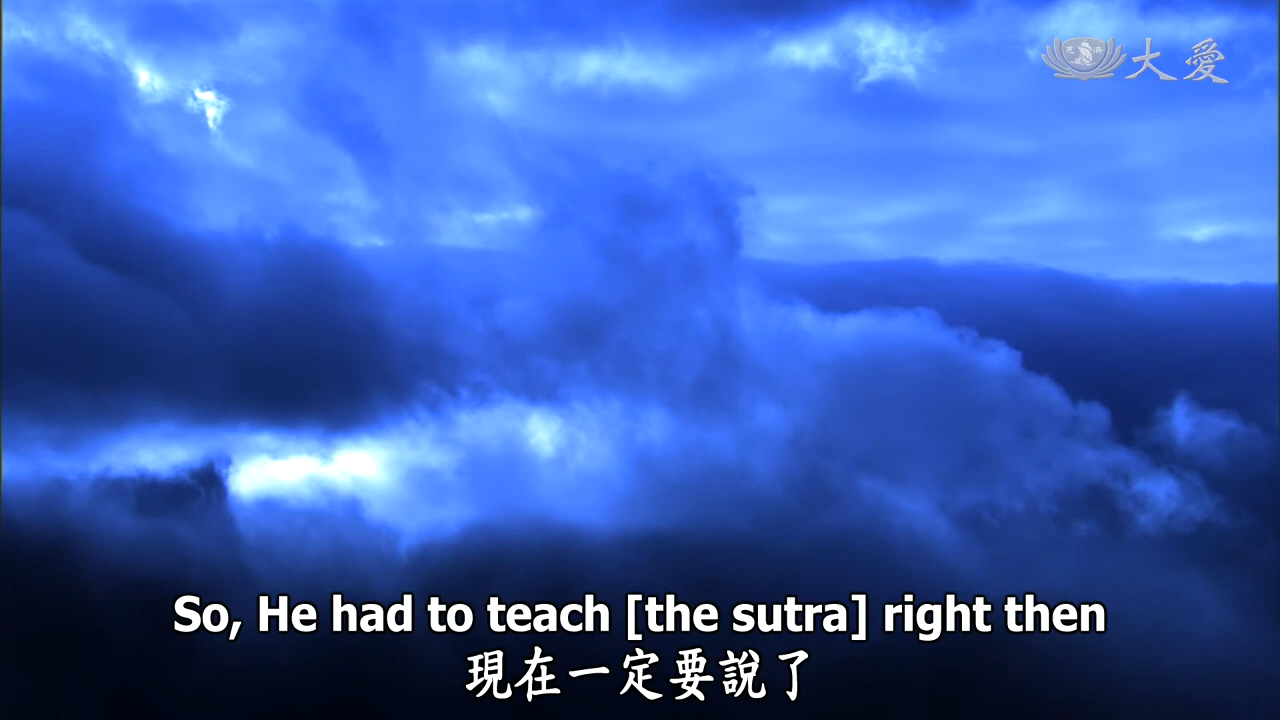 大愛
So, He had to teach [the sutra] right then
現在一定要說了